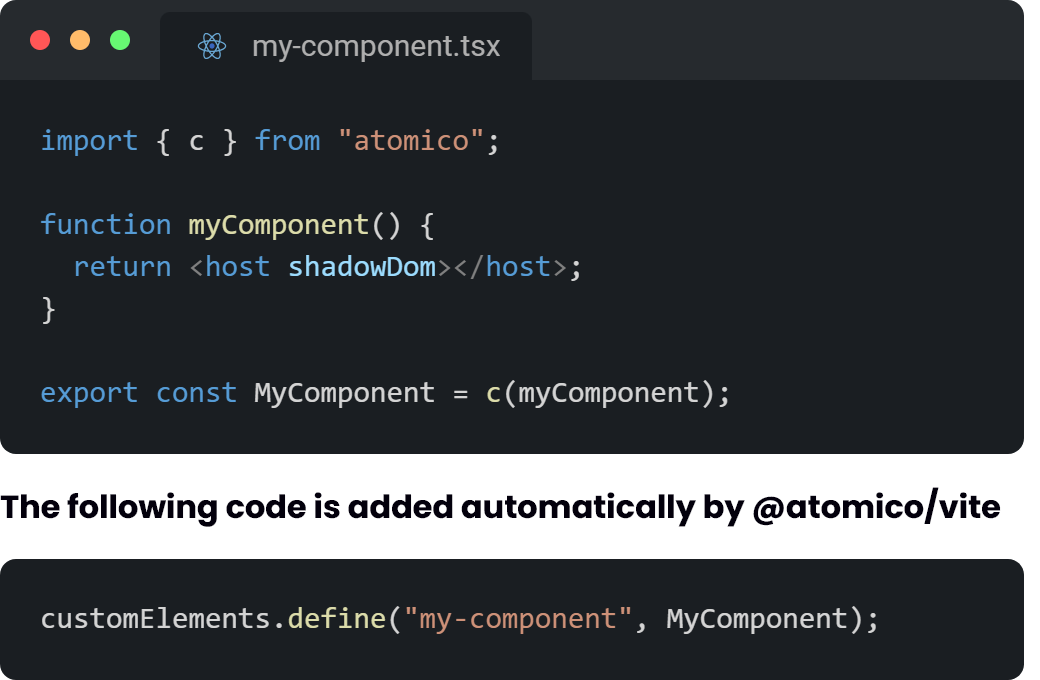 my-component.tsx
import { c } from "atomico";
function myComponent() {
  return <host shadowDom></host>;
}
export const MyComponent = c(myComponent);
The following code is added automatically by @atomico/vite
customElements.define("my-component", MyComponent);